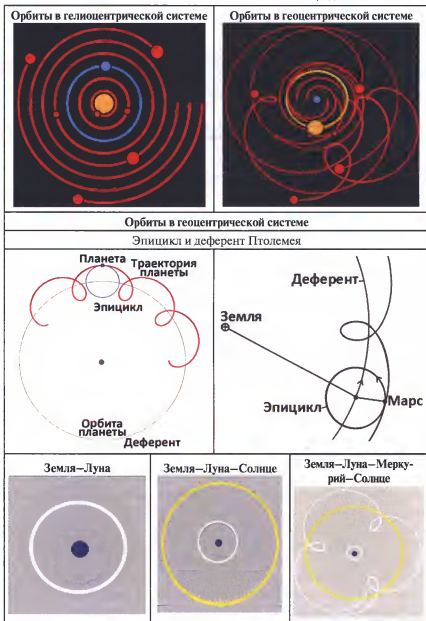 Орбиты в гелиоцентрической системе
Орбиты в геоцентрической системе
Орбиты в геоцентрической системе
Эпицикл и деферент Птолемея
Планета
Траектория
планеты
Эпицикл
Орбита
планеты
Деферент
Деферент
Земля
Эпицикл
Марс
Земля–Луна
Земля–Луна–Солнце
Земля–Луна–Мерку-
рий–Солнце